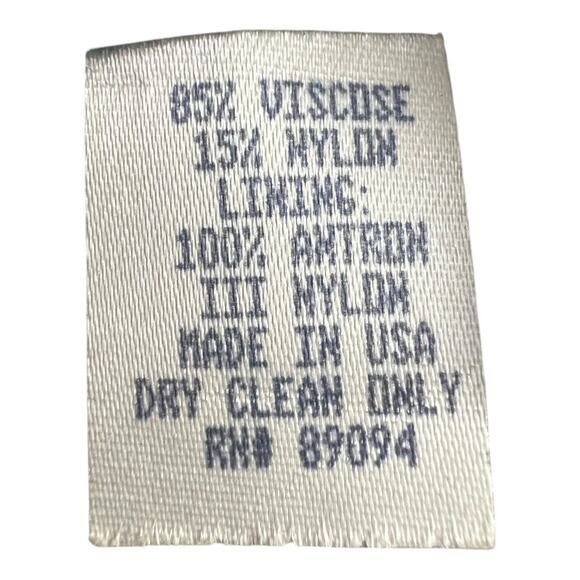 85% VISCOSE
15% NYLON
LINING:
100% ANTRON
III NYLON
MADE IN USA
DRY CLEAN ONLY
RN# 89094